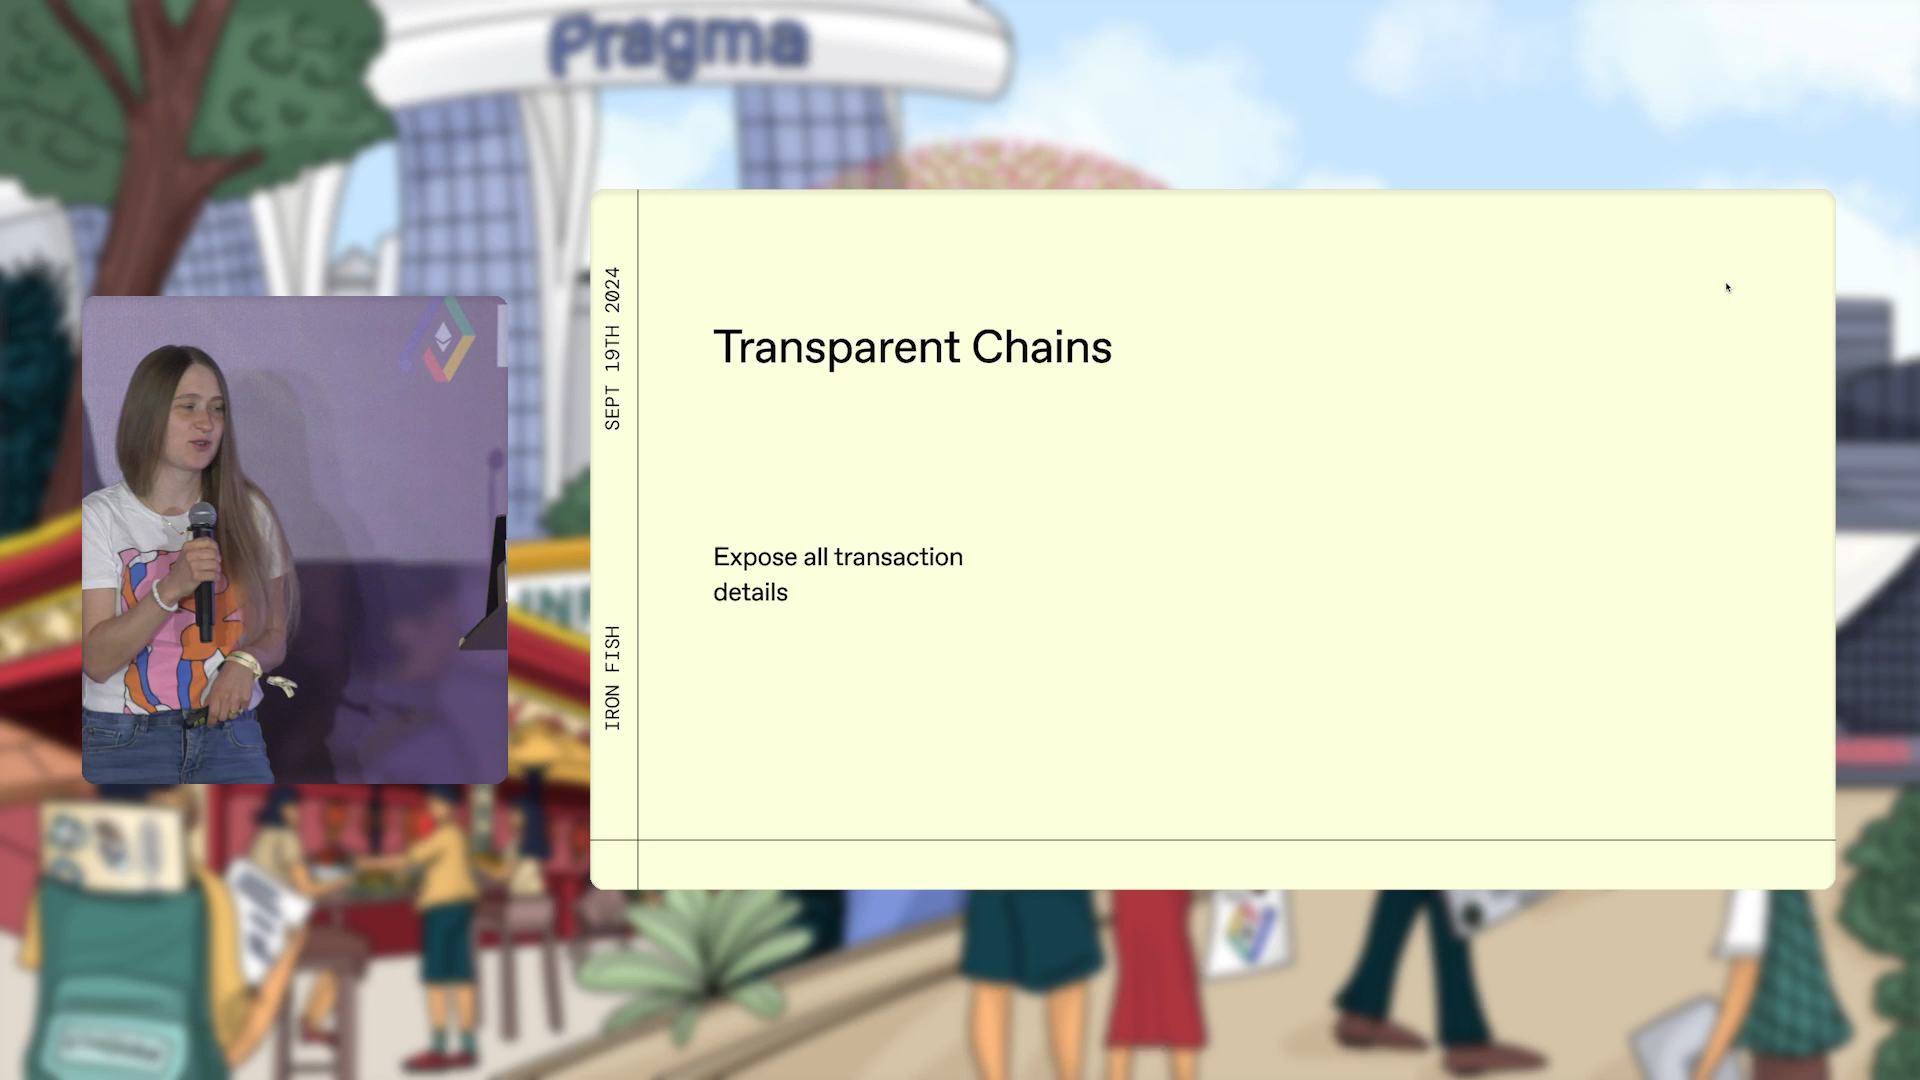 Pragma
SEPT 19TH 2024
IRON FISH
Transparent Chains
Expose all transaction
details